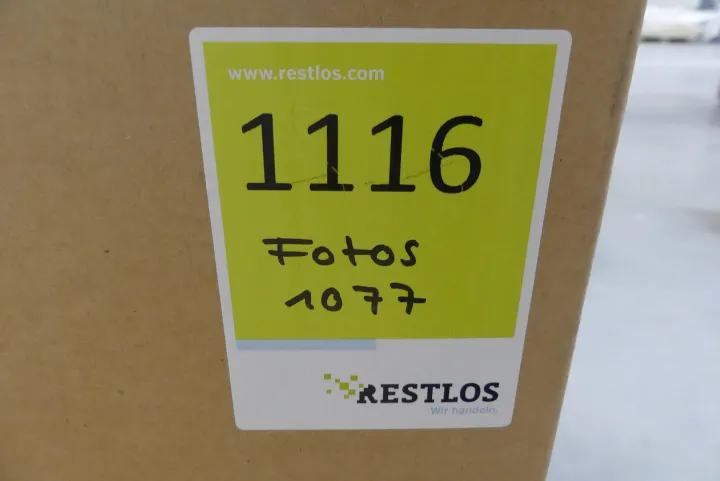 www.restlos.com
1116
Fotos
1077
RESTLOS
Wir handeln.